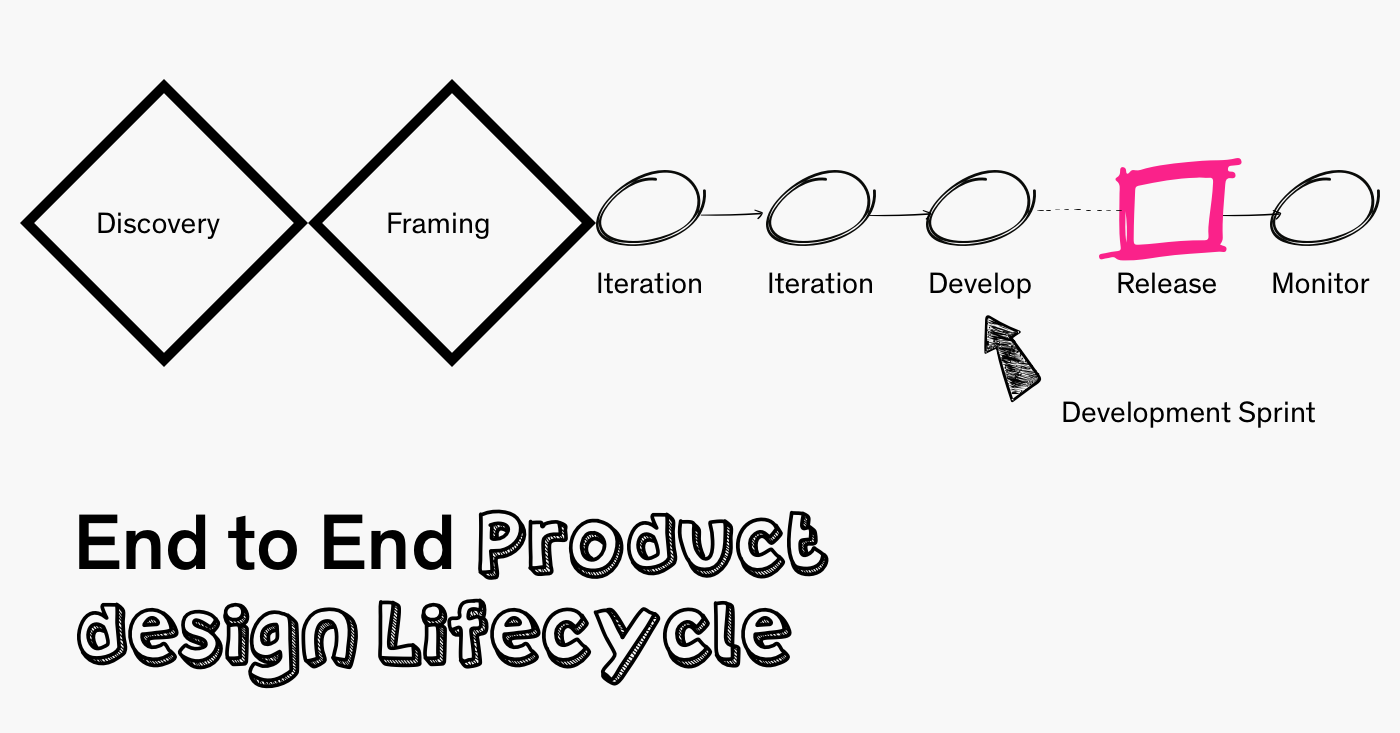 Discovery
Framing
Iteration
Iteration
Develop
Release
Monitor
Development Sprint
End to End Product
design Lifecycle